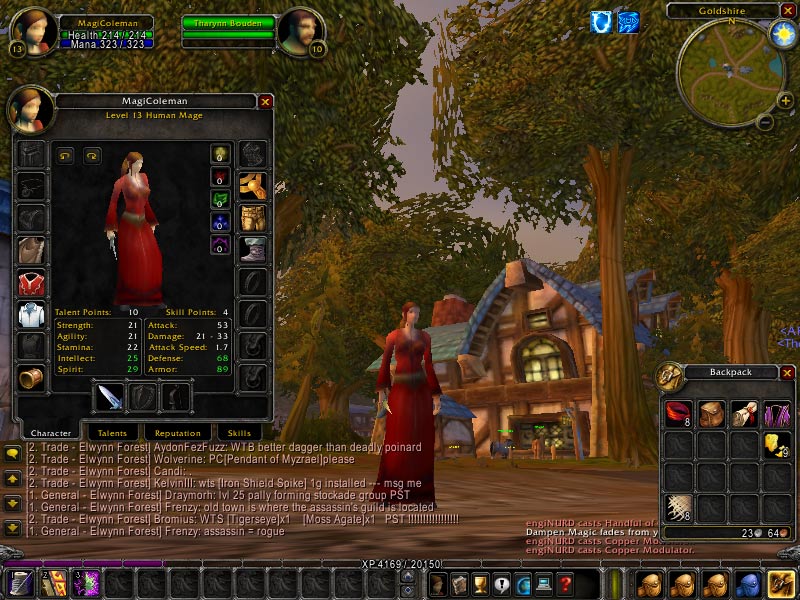 MagiColeman
Health 214 / 214
Mana 323 / 323
13
Tharynn Bouden
10
Goldshire
N
MagiColeman
Level 13 Human Mage
0
0
0
0
0
Talent Points: 10 Skill Points: 4
Strength: 21
Agility: 21
Stamina: 22
Intellect: 25
Spirit: 29
Attack: 53
Damage: 21 - 33
Attack Speed: 1.7
Defense: 68
Armor: 89
Character Talents Reputation Skills
Backpack
8
9
8
23 64
[2. Trade - Elwynn Forest] AydonFezFuzz: WTB better dagger than deadly poinard
[2. Trade - Elwynn Forest] Wolverine: PC[Pendant of Myzrael]please
[2. Trade - Elwynn Forest] Candi: .
[2. Trade - Elwynn Forest] KelvinIII: wts [Iron Shield Spike] 1g installed --- msg me
[1. General - Elwynn Forest] Draymorh: lvl 25 pally forming stockade group PST
[1. General - Elwynn Forest] Frenzy: old town is where the assassin's guild is located
[2. Trade - Elwynn Forest] Bromius: WTS [Tigerseye]x1 [Moss Agate]x1 PST !!!!!!!!!!!!!!!!!
[1. General - Elwynn Forest] Frenzy: assassin = rogue
engiNURD casts Handful of
Dampen Magic fades from y
engiNURD casts Copper Mo
engiNURD casts Copper Modulator.
XP 4169 / 20150
2 3